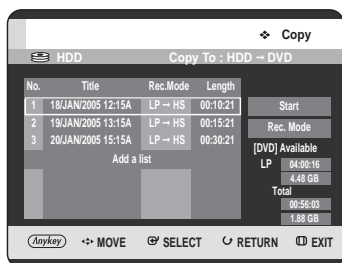 ❖ Copy
HDD Copy To : HDD → DVD
No. Title Rec.Mode Length
1 18/JAN/2005 12:15A LP → HS 00:10:21
2 19/JAN/2005 13:15A LP → HS 00:15:21
3 20/JAN/2005 15:15A LP → HS 00:30:21
Add a list
Start
Rec. Mode
[DVD] Available
LP 04:00:16
4.48 GB
Total
00:56:03
1.88 GB
Anykey MOVE SELECT RETURN EXIT